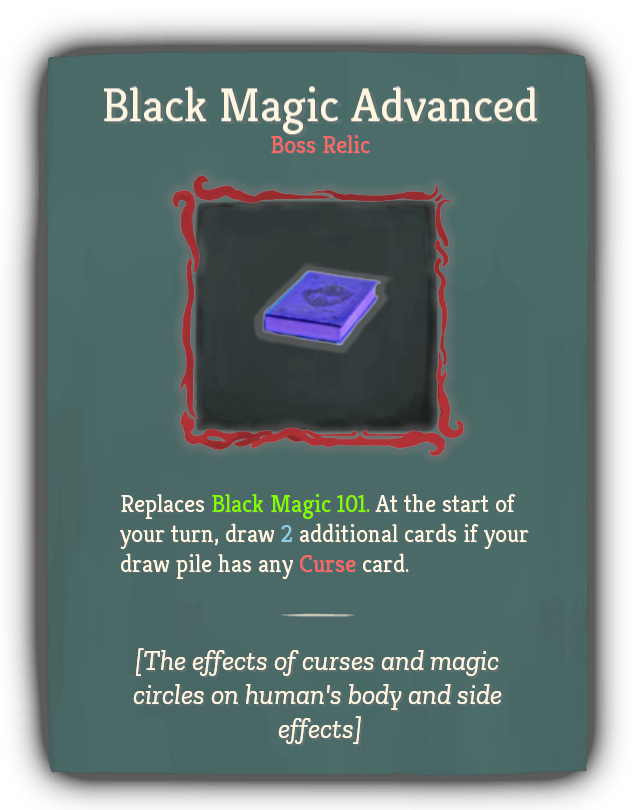 Black Magic Advanced
Boss Relic
Replaces Black Magic 101. At the start of
your turn, draw 2 additional cards if your
draw pile has any Curse card.
[The effects of curses and magic
circles on human's body and side
effects]